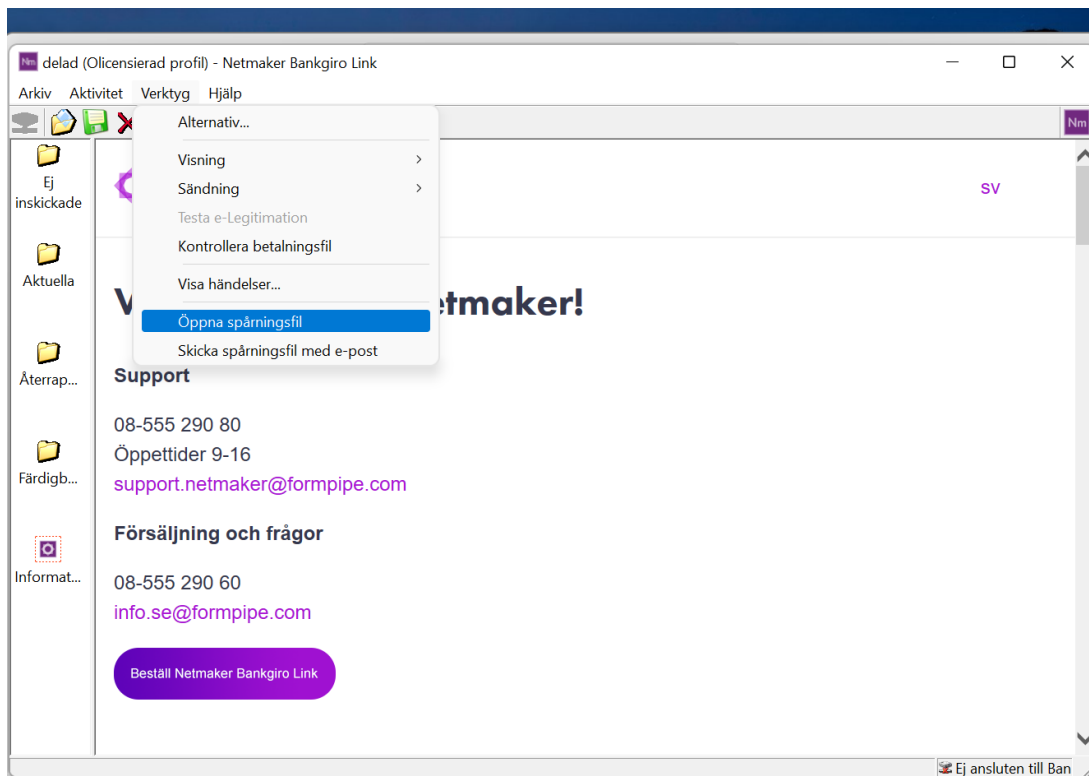 Nm delad (Olicensierad profil) - Netmaker Bankgiro Link
Arkiv Aktivitet Verktyg Hjälp
Nm
Alternativ...
Visning
Sändning
Testa e-Legitimation
Kontrollera betalningsfil
Visa händelser...
Öppna spårningsfil
Skicka spårningsfil med e-post
Ej
inskickade
Aktuella
Återrap...
Färdigb...
Informat...
sv
V etmaker!
Support
08-555 290 80
Öppettider 9-16
support.netmaker@formpipe.com
Försäljning och frågor
08-555 290 60
info.se@formpipe.com
Beställ Netmaker Bankgiro Link
Ej ansluten till Ban